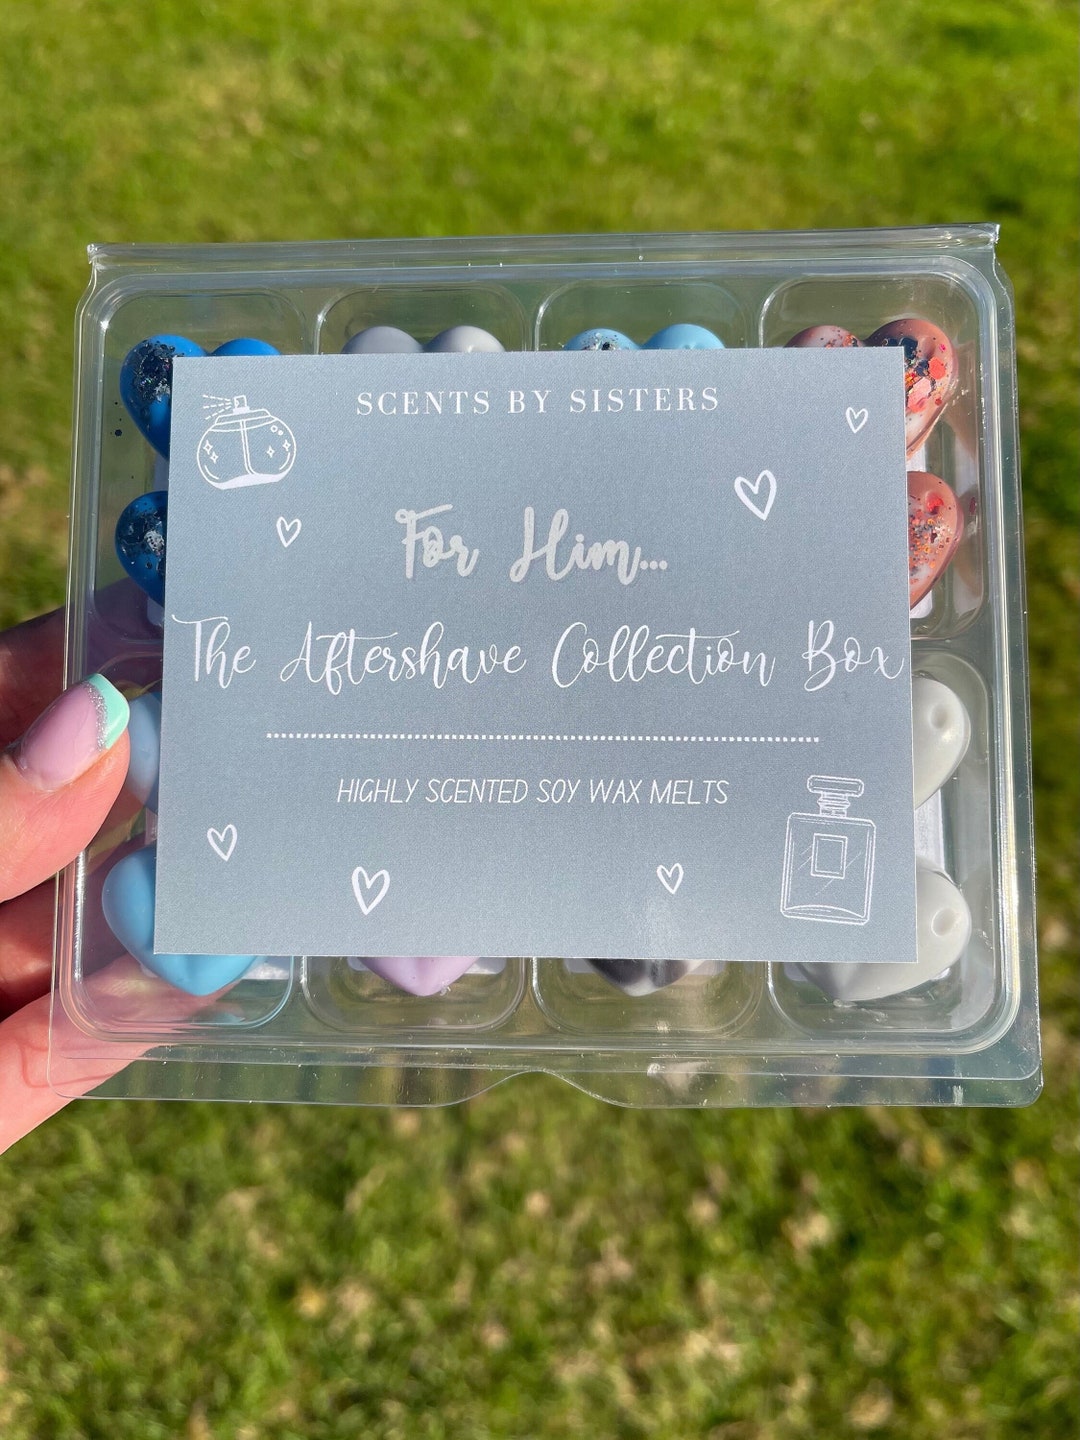 SCENTS BY SISTERS
For Him...
The Aftershave Collection Box
HIGHLY SCENTED SOY WAX MELTS